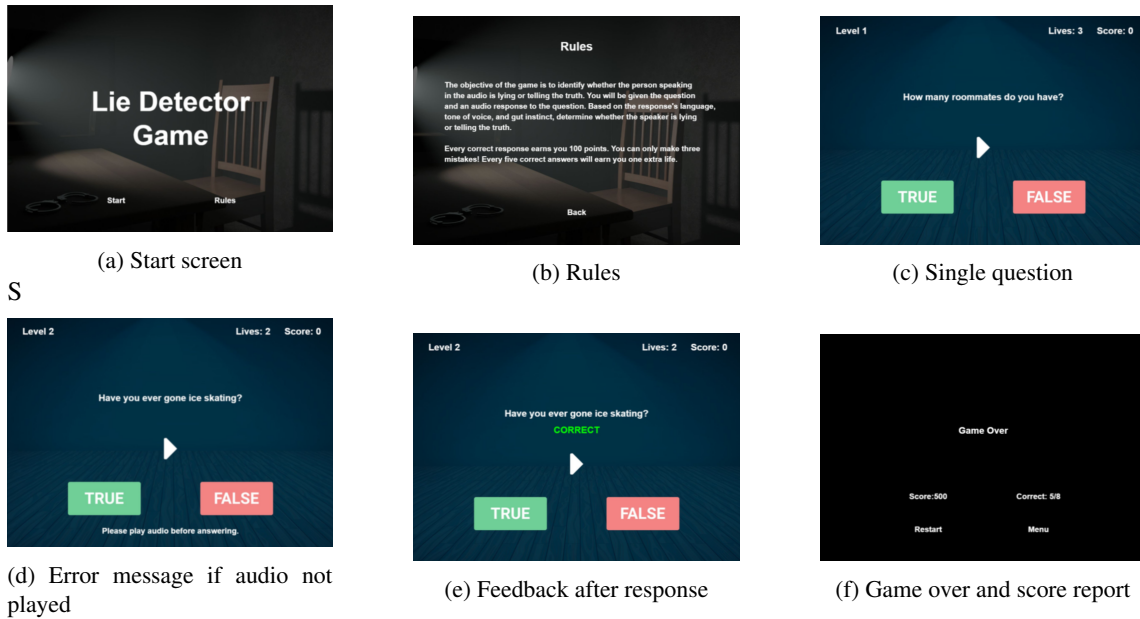 Lie Detector
Game
Start Rules
(a) Start screen
Rules
The objective of the game is to identify whether the person speaking
in the audio is lying or telling the truth. You will be given the question
and an audio response to the question. Based on the response's language,
tone of voice, and gut instinct, determine whether the speaker is lying
or telling the truth.
Every correct response earns you 100 points. You can only make three
mistakes! Every five correct answers will earn you one extra life.
Back
(b) Rules
Level 1 Lives: 3 Score: 0
How many roommates do you have?
TRUE FALSE
(c) Single question
S
Level 2 Lives: 2 Score: 0
Have you ever gone ice skating?
TRUE FALSE
Please play audio before answering.
(d) Error message if audio not
played
Level 2 Lives: 2 Score: 0
Have you ever gone ice skating?
CORRECT
TRUE FALSE
(e) Feedback after response
Game Over
Score:500 Correct: 5/8
Restart Menu
(f) Game over and score report